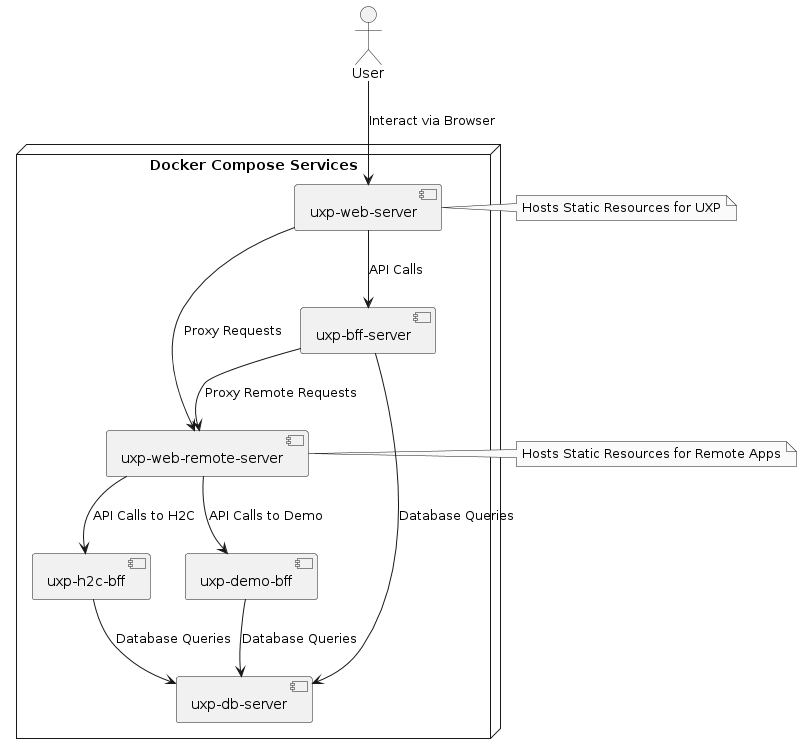 User
Interact via Browser
Docker Compose Services
uxp-web-server
Hosts Static Resources for UXP
API Calls
Proxy Requests
uxp-bff-server
Proxy Remote Requests
uxp-web-remote-server
Hosts Static Resources for Remote Apps
API Calls to H2C
API Calls to Demo
Database Queries
uxp-h2c-bff
uxp-demo-bff
Database Queries
Database Queries
uxp-db-server